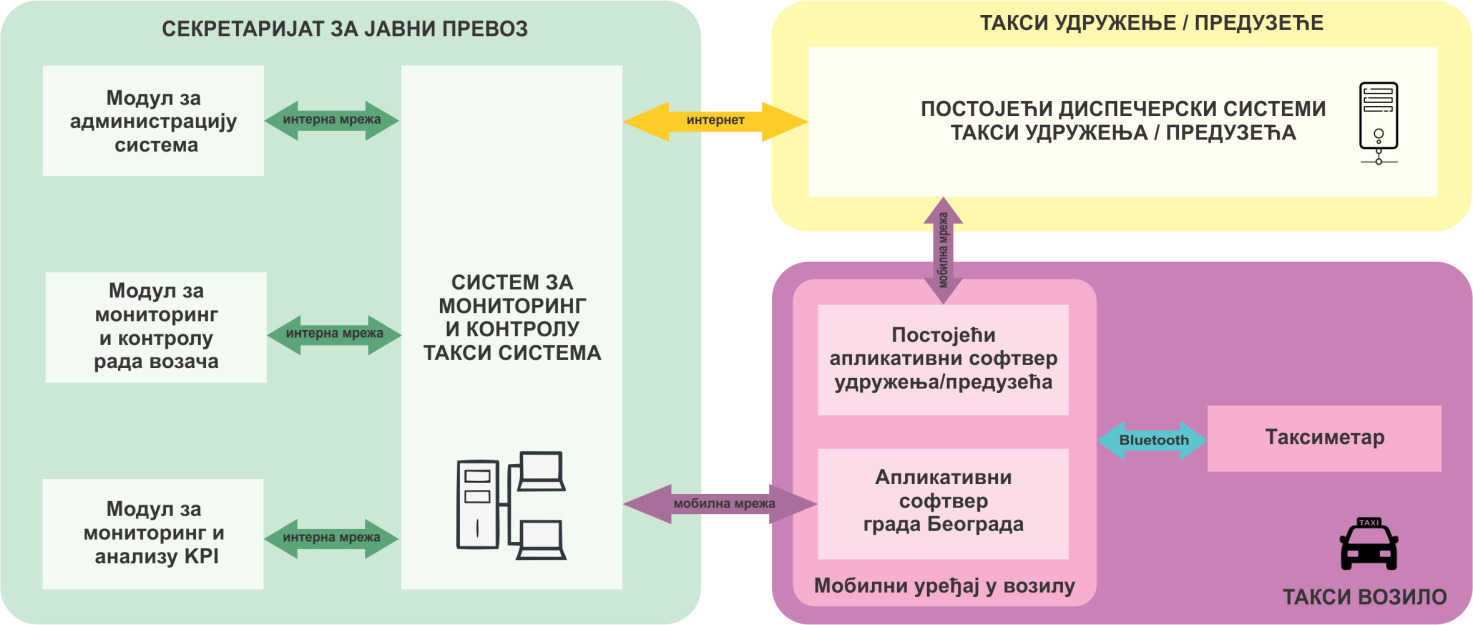 СЕКРЕТАРИЈАТ ЗА ЈАВНИ ПРЕВОЗ
Модул за
администрацију
система
интерна мрежа
Модул за
мониторинг
и контролу
рада возача
интерна мрежа
Модул за
мониторинг и
анализу KPI
интерна мрежа
СИСТЕМ ЗА
МОНИТОРИНГ
И КОНТРОЛУ
ТАКСИ СИСТЕМА
интернет
мобилна мрежа
ТАКСИ УДРУЖЕЊЕ / ПРЕДУЗЕЋЕ
ПОСТОЈЕЋИ ДИСПЕЧЕРСКИ СИСТЕМИ
ТАКСИ УДРУЖЕЊА / ПРЕДУЗЕЋА
мобилна мрежа
Постојећи
апликативни софтвер
удружења/предузећа
Апликативни
софтвер
града Београда
Мобилни уређај у возилу
Bluetooth
Таксиметар
TAXI
ТАКСИ ВОЗИЛО